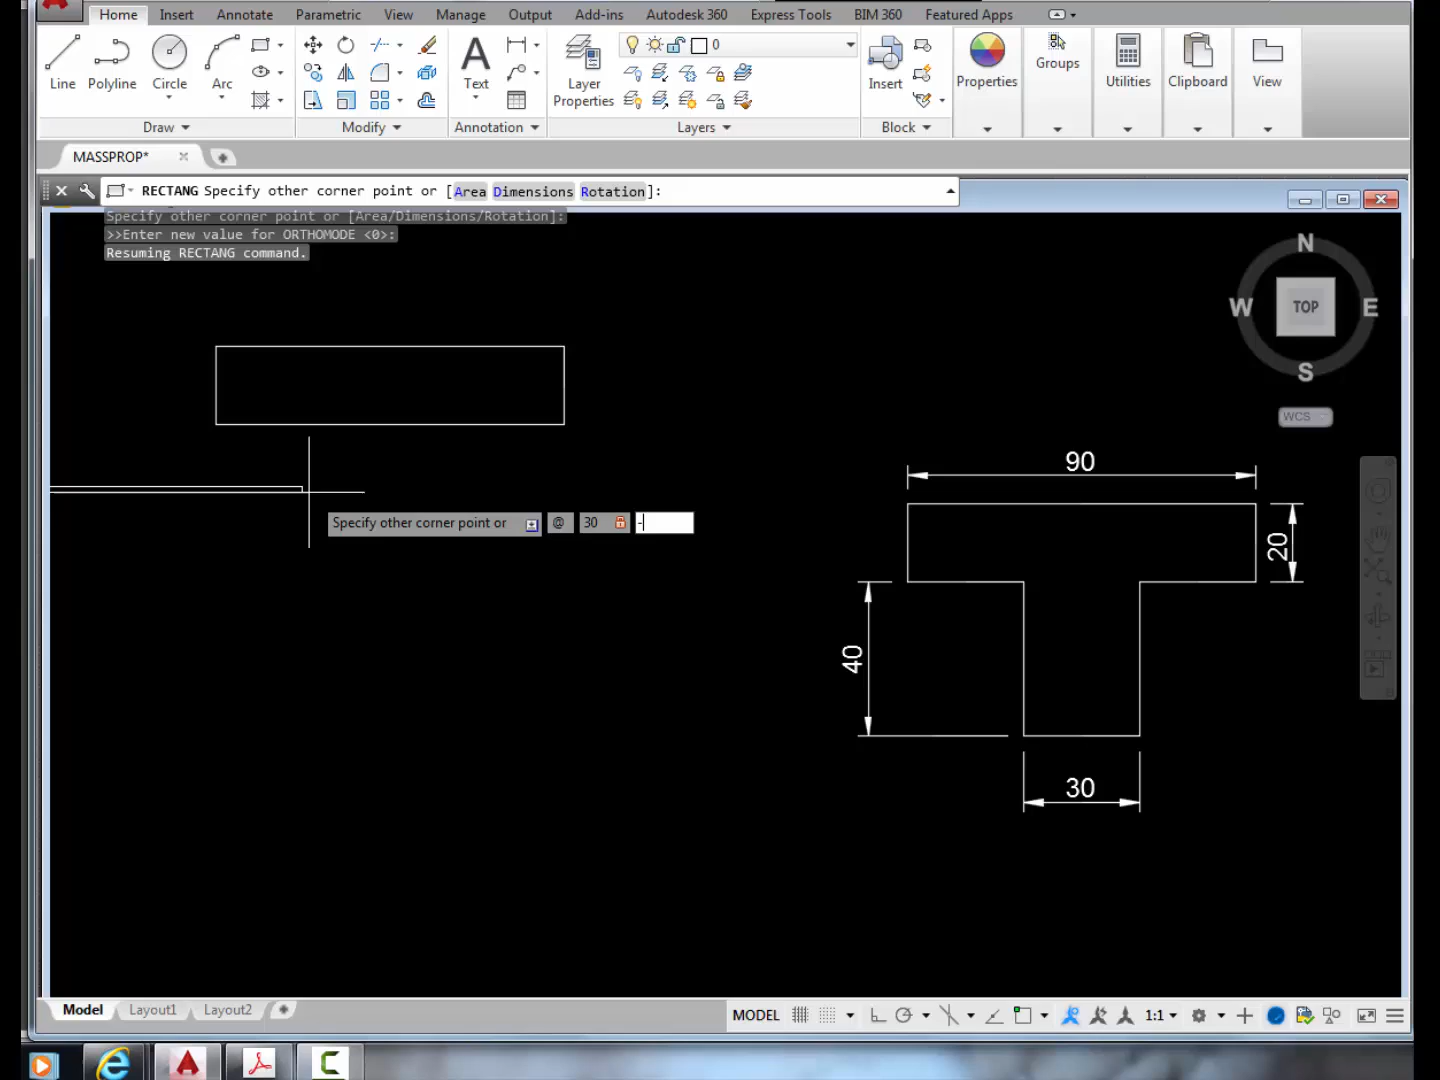 Home Insert Annotate Parametric View Manage Output Add-ins Autodesk 360 Express Tools BIM 360 Featured Apps
0
Line Polyline Circle Arc Text Layer Properties Insert Properties Groups Utilities Clipboard View
Draw Modify Annotation Layers Block
MASSPROP*
RECTANG Specify other corner point or [Area Dimensions Rotation]:
Specify other corner point or [Area/Dimensions/Rotation]:
>>Enter new value for ORTHOMODE <0>:
Resuming RECTANG command.
N
W TOP E
S
WCS
90
20
Specify other corner point or @ 30 -
40
30
Model Layout1 Layout2
MODEL 1:1